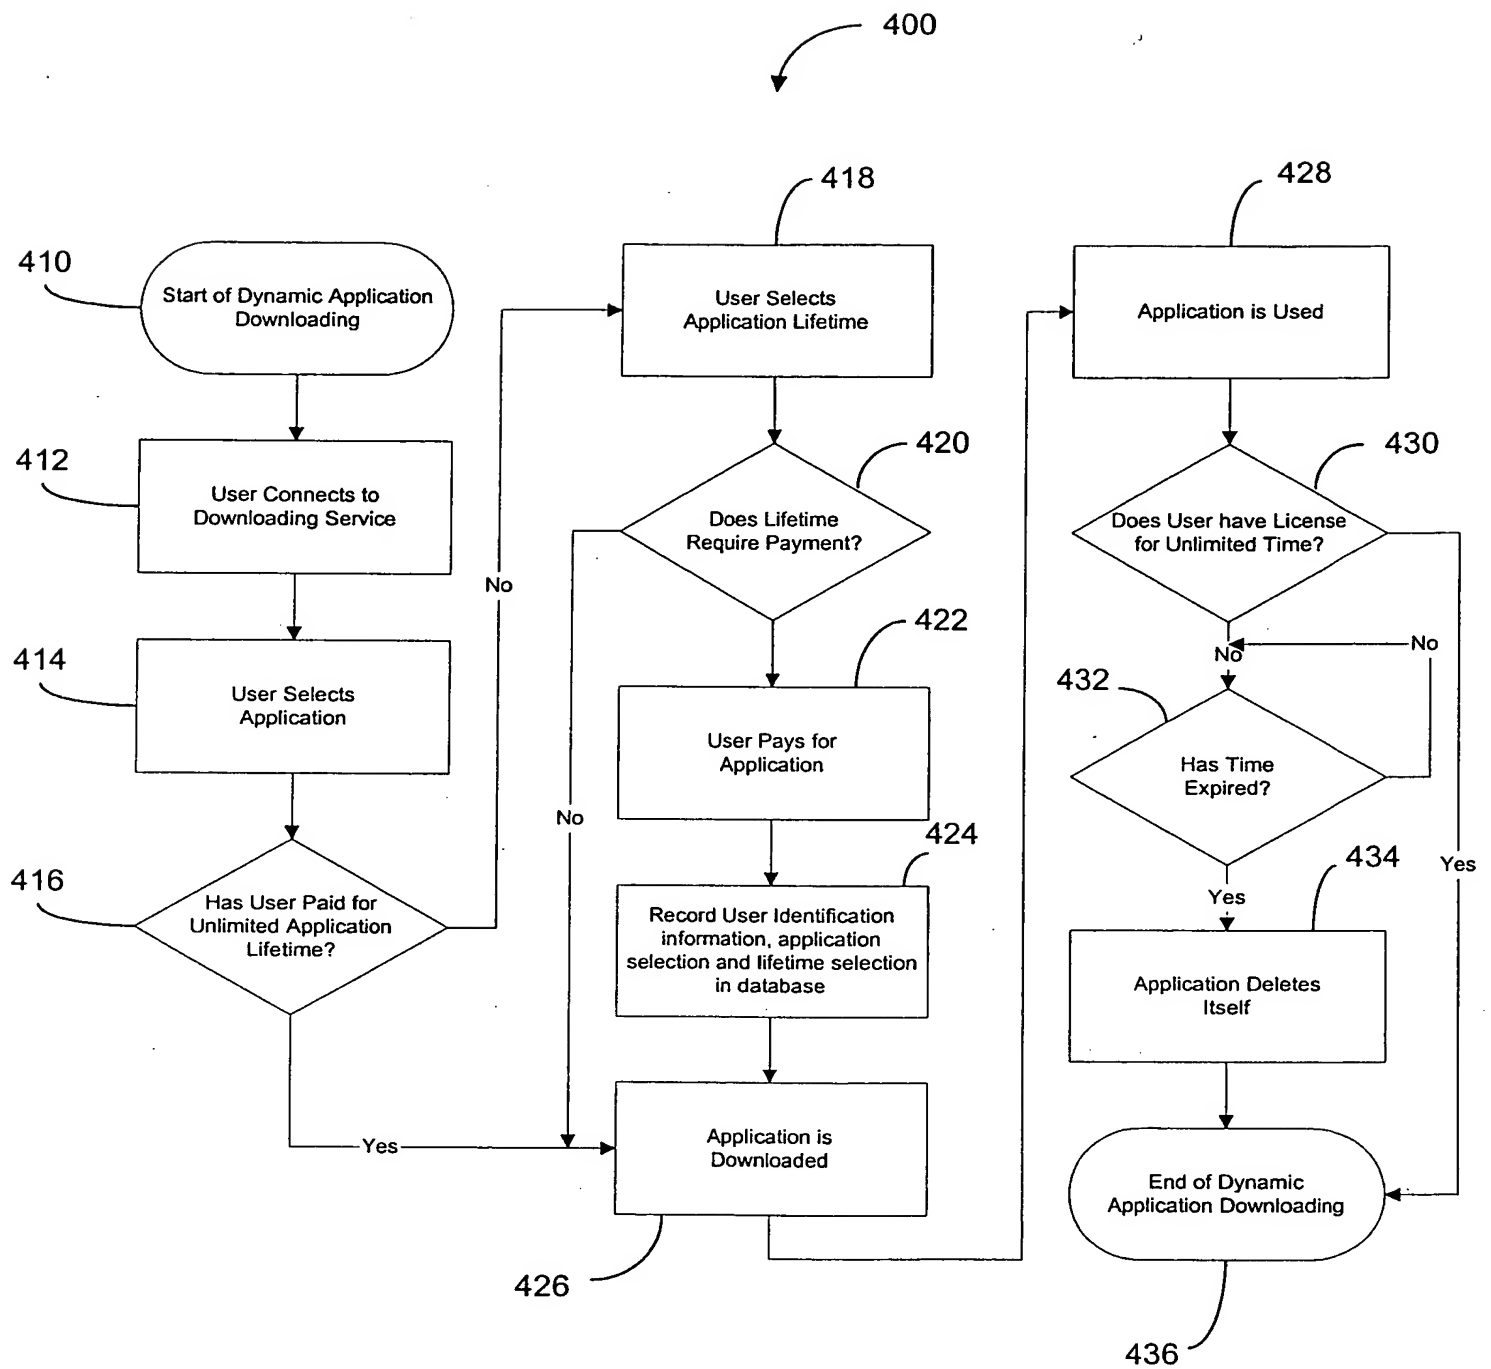 400
410
Start of Dynamic Application
Downloading
412
User Connects to
Downloading Service
414
User Selects
Application
416
Has User Paid for
Unlimited Application
Lifetime?
No
Yes
418
User Selects
Application Lifetime
420
Does Lifetime
Require Payment?
No
422
User Pays for
Application
424
Record User Identification
information, application
selection and lifetime selection
in database
Application is
Downloaded
426
428
Application is Used
430
Does User have License
for Unlimited Time?
No
No
Yes
432
Has Time
Expired?
Yes
434
Application Deletes
Itself
End of Dynamic
Application Downloading
436